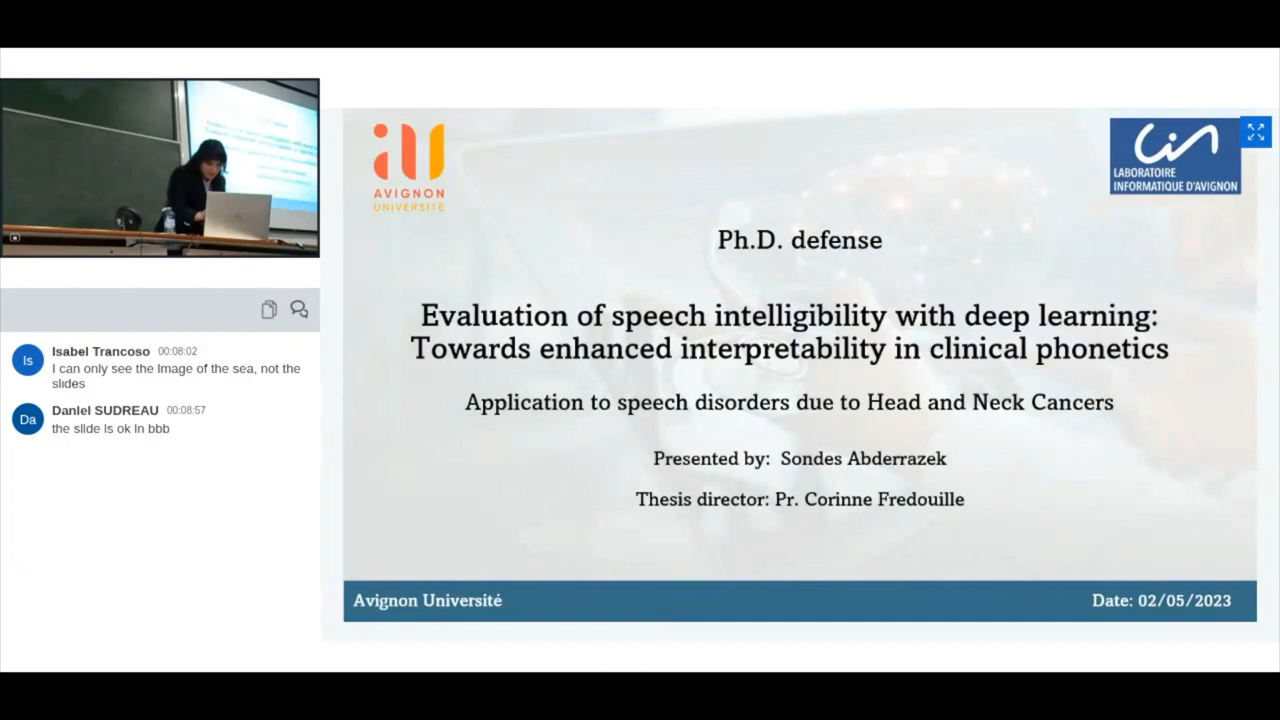 AVIGNON
UNIVERSITÉ
LABORATOIRE
INFORMATIQUE D'AVIGNON
Ph.D. defense
Evaluation of speech intelligibility with deep learning:
Towards enhanced interpretability in clinical phonetics
Application to speech disorders due to Head and Neck Cancers
Presented by: Sondes Abderrazek
Thesis director: Pr. Corinne Fredouille
Avignon Université
Date: 02/05/2023
Is
Isabel Trancoso 00:08:02
I can only see the Image of the sea, not the
slides
Da
Daniel SUDREAU 00:08:57
the slide is ok in bbb